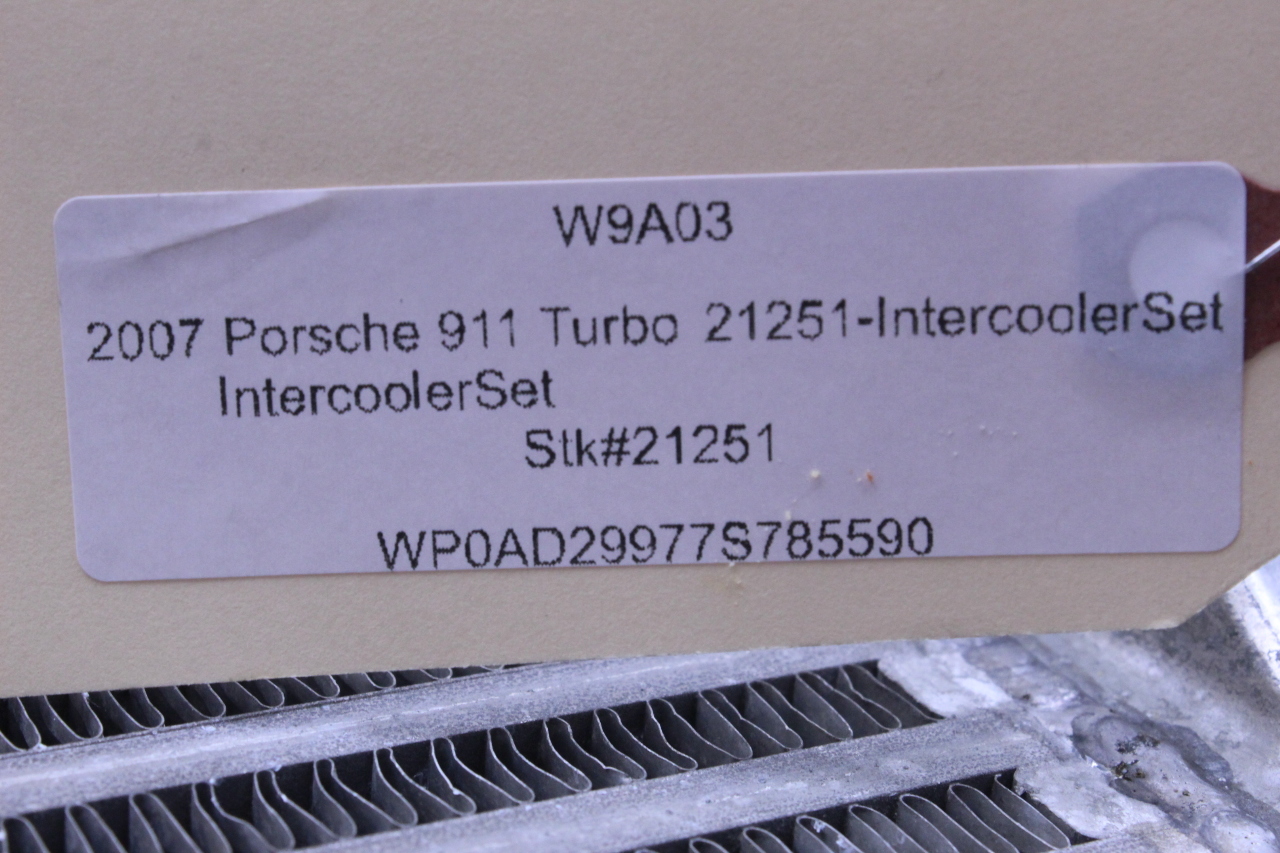 W9A03
2007 Porsche 911 Turbo 21251-IntercoolerSet
IntercoolerSet
Stk#21251
WP0AD29977S785590